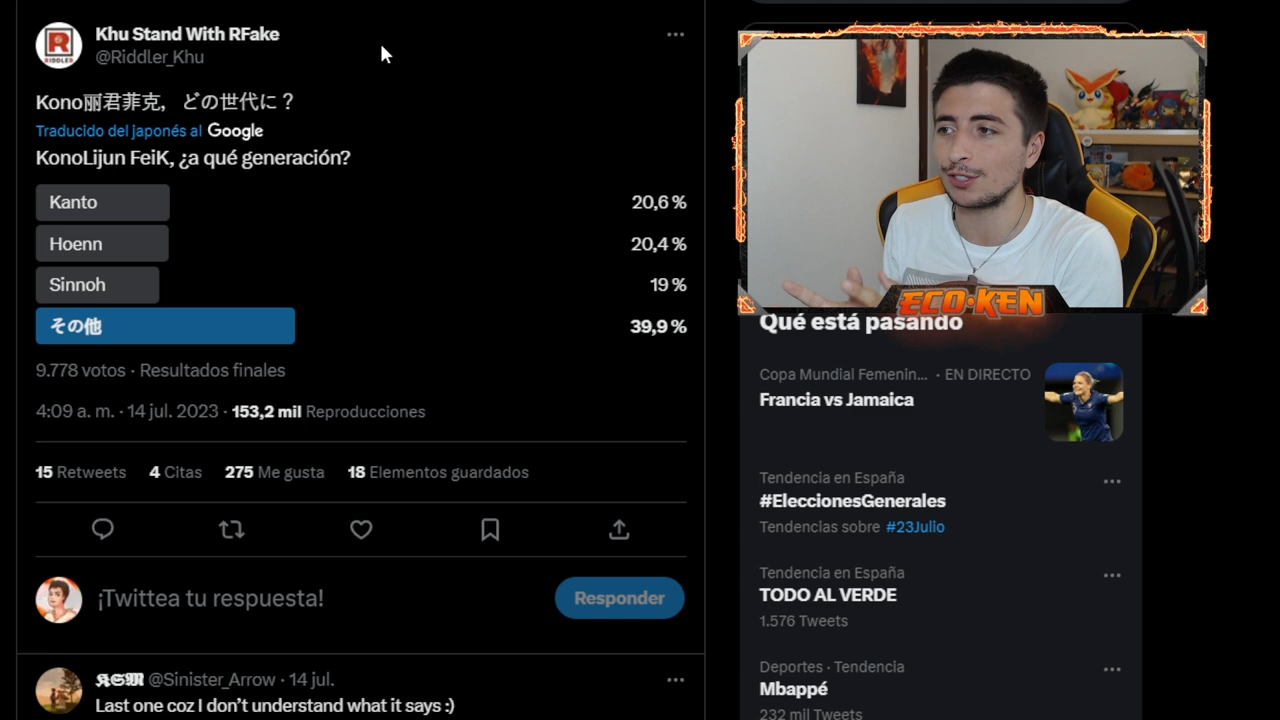 Khu Stand With RFake
@Riddler_Khu
Kono丽君菲克, どの世代に？
Traducido del japonés al Google
KonoLijun FeiK, ¿a qué generación?
Kanto 20,6 %
Hoenn 20,4 %
Sinnoh 19 %
その他 39,9 %
9.778 votos · Resultados finales
4:09 a. m. · 14 jul. 2023 · 153,2 mil Reproducciones
15 Retweets 4 Citas 275 Me gusta 18 Elementos guardados
¡Twittea tu respuesta!
Responder
𝕶𝕾𝕸 @Sinister_Arrow · 14 jul.
Last one coz I don't understand what it says :)
RIDDLER
ECO·KEN
Qué está pasando
Copa Mundial Femenin... · EN DIRECTO
Francia vs Jamaica
Tendencia en España
#EleccionesGenerales
Tendencias sobre #23Julio
Tendencia en España
TODO AL VERDE
1.576 Tweets
Deportes · Tendencia
Mbappé
232 mil Tweets